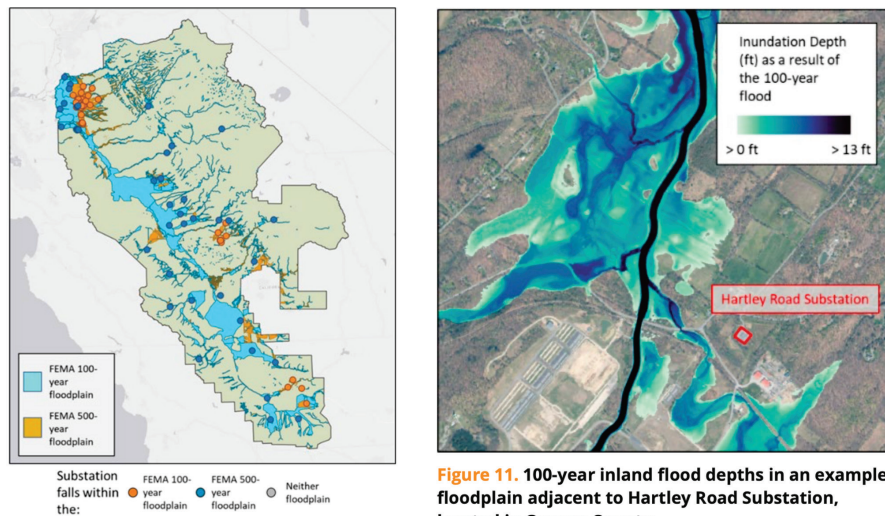 FEMA 100-
year
floodplain
FEMA 500-
year
floodplain
Substation
falls within
the:
FEMA 100-
year
floodplain
FEMA 500-
year
floodplain
Neither
floodplain
Inundation Depth
(ft) as a result of
the 100-year
flood
> 0 ft > 13 ft
Hartley Road Substation
Figure 11. 100-year inland flood depths in an example
floodplain adjacent to Hartley Road Substation,